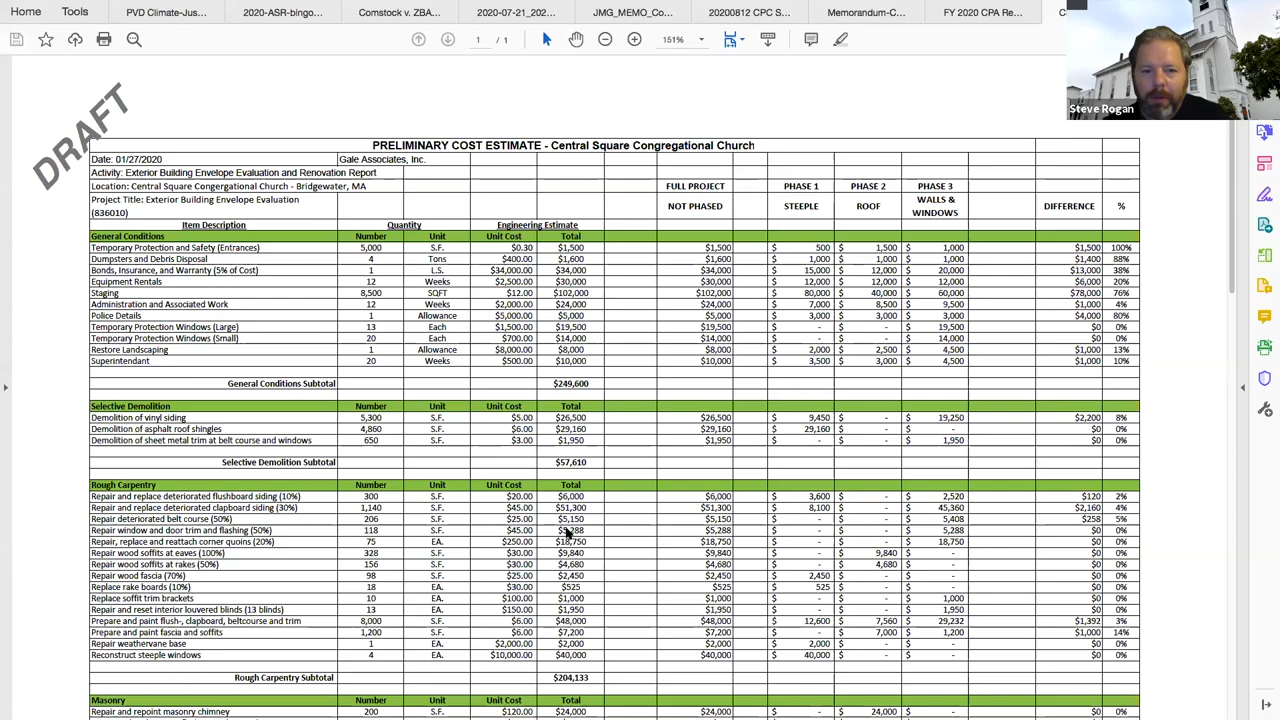 Home Tools PVD Climate-Jus... 2020-ASR-bingo... Comstock v. ZBA... 2020-07-21_202... JMG_MEMO_Co... 20200812 CPC S... Memorandum-C... FY 2020 CPA Re...
1 / 1 151%
Steve Rogan
DRAFT
PRELIMINARY COST ESTIMATE - Central Square Congregational Church
Date: 01/27/2020 Gale Associates, Inc.
Activity: Exterior Building Envelope Evaluation and Renovation Report
Location: Central Square Congergational Church - Bridgewater, MA FULL PROJECT PHASE 1 PHASE 2 PHASE 3
Project Title: Exterior Building Envelope Evaluation (836010) NOT PHASED STEEPLE ROOF WALLS & WINDOWS DIFFERENCE %
Item Description Quantity Engineering Estimate
General Conditions Number Unit Unit Cost Total
Temporary Protection and Safety (Entrances) 5,000 S.F. $0.30 $1,500 $1,500 $ 500 $ 1,500 $ 1,000 $1,500 100%
Dumpsters and Debris Disposal 4 Tons $400.00 $1,600 $1,600 $ 1,000 $ 1,000 $ 1,000 $1,400 88%
Bonds, Insurance, and Warranty (5% of Cost) 1 L.S. $34,000.00 $34,000 $34,000 $ 15,000 $ 12,000 $ 20,000 $13,000 38%
Equipment Rentals 12 Weeks $2,500.00 $30,000 $30,000 $ 12,000 $ 12,000 $ 12,000 $6,000 20%
Staging 8,500 SQFT $12.00 $102,000 $102,000 $ 80,000 $ 40,000 $ 60,000 $78,000 76%
Administration and Associated Work 12 Weeks $2,000.00 $24,000 $24,000 $ 7,000 $ 8,500 $ 9,500 $1,000 4%
Police Details 1 Allowance $5,000.00 $5,000 $5,000 $ 3,000 $ 3,000 $ 3,000 $4,000 80%
Temporary Protection Windows (Large) 13 Each $1,500.00 $19,500 $19,500 $ - $ - $ 19,500 $0 0%
Temporary Protection Windows (Small) 20 Each $700.00 $14,000 $14,000 $ - $ - $ 14,000 $0 0%
Restore Landscaping 1 Allowance $8,000.00 $8,000 $8,000 $ 2,000 $ 2,500 $ 4,500 $1,000 13%
Superintendant 20 Weeks $500.00 $10,000 $10,000 $ 3,500 $ 3,000 $ 4,500 $1,000 10%
General Conditions Subtotal $249,600
Selective Demolition Number Unit Unit Cost Total
Demolition of vinyl siding 5,300 S.F. $5.00 $26,500 $26,500 $ 9,450 $ - $ 19,250 $2,200 8%
Demolition of asphalt roof shingles 4,860 S.F. $6.00 $29,160 $29,160 $ 29,160 $ - $ - $0 0%
Demolition of sheet metal trim at belt course and windows 650 S.F. $3.00 $1,950 $1,950 $ - $ - $ 1,950 $0 0%
Selective Demolition Subtotal $57,610
Rough Carpentry Number Unit Unit Cost Total
Repair and replace deteriorated flushboard siding (10%) 300 S.F. $20.00 $6,000 $6,000 $ 3,600 $ - $ 2,520 $120 2%
Repair and replace deteriorated clapboard siding (30%) 1,140 S.F. $45.00 $51,300 $51,300 $ 8,100 $ - $ 45,360 $2,160 4%
Repair deteriorated belt course (50%) 206 S.F. $25.00 $5,150 $5,150 $ - $ - $ 5,408 $258 5%
Repair window and door trim and flashing (50%) 118 S.F. $45.00 $5,288 $5,288 $ - $ - $ 5,288 $0 0%
Repair, replace and reattach corner quoins (20%) 75 EA. $250.00 $18,750 $18,750 $ - $ - $ 18,750 $0 0%
Repair wood soffits at eaves (100%) 328 S.F. $30.00 $9,840 $9,840 $ - $ 9,840 $ - $0 0%
Repair wood soffits at rakes (50%) 156 S.F. $30.00 $4,680 $4,680 $ - $ 4,680 $ - $0 0%
Repair wood fascia (70%) 98 S.F. $25.00 $2,450 $2,450 $ 2,450 $ - $ - $0 0%
Replace rake boards (10%) 18 EA. $30.00 $525 $525 $ 525 $ - $ - $0 0%
Replace soffit trim brackets 10 EA. $100.00 $1,000 $1,000 $ - $ - $ 1,000 $0 0%
Repair and reset interior louvered blinds (13 blinds) 13 EA. $150.00 $1,950 $1,950 $ - $ - $ 1,950 $0 0%
Prepare and paint flush-, clapboard, beltcourse and trim 8,000 S.F. $6.00 $48,000 $48,000 $ 12,600 $ 7,560 $ 29,232 $1,392 3%
Prepare and paint fascia and soffits 1,200 S.F. $6.00 $7,200 $7,200 $ - $ 7,000 $ 1,200 $1,000 14%
Repair weathervane base 1 EA. $2,000.00 $2,000 $2,000 $ 2,000 $ - $ - $0 0%
Reconstruct steeple windows 4 EA. $10,000.00 $40,000 $40,000 $ 40,000 $ - $ - $0 0%
Rough Carpentry Subtotal $204,133
Masonry Number Unit Unit Cost Total
Repair and repoint masonry chimney 200 S.F. $120.00 $24,000 $24,000 $ - $ 24,000 $ - $0 0%